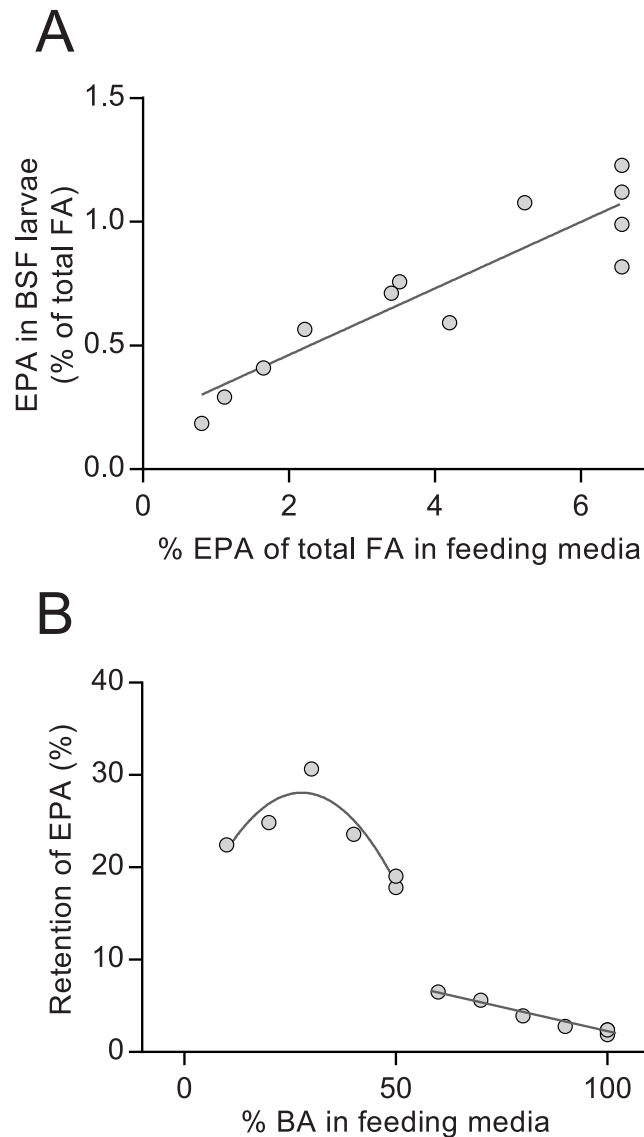 A
1.5
1.0
0.5
0.0
EPA in BSF larvae
(% of total FA)
0 2 4 6
% EPA of total FA in feeding media
B
40
30
20
10
0
Retention of EPA (%)
0 50 100
% BA in feeding media